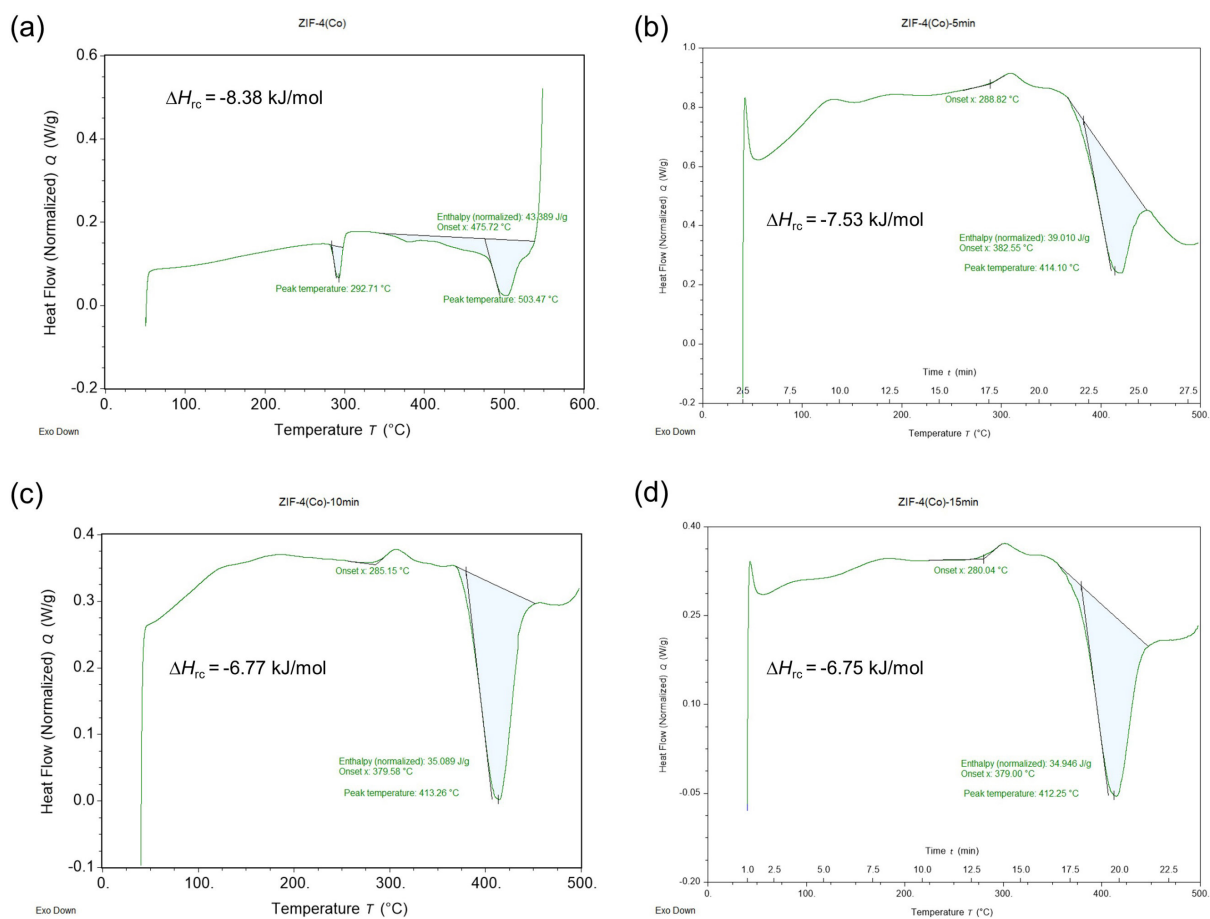 (a)
ZIF-4(Co)
ΔHrc = -8.38 kJ/mol
Enthalpy (normalized): 43.389 J/g
Onset x: 475.72 °C
Peak temperature: 292.71 °C
Peak temperature: 503.47 °C
Heat Flow (Normalized) Q (W/g)
0.6
0.4
0.2
0.0
-0.2
0. 100. 200. 300. 400. 500. 600.
Exo Down
Temperature T (°C)
(b)
ZIF-4(Co)-5min
Onset x: 288.82 °C
ΔHrc = -7.53 kJ/mol
Enthalpy (normalized): 39.010 J/g
Onset x: 382.55 °C
Peak temperature: 414.10 °C
Heat Flow (Normalized) Q (W/g)
1.0
0.8
0.6
0.4
0.2
0.0
-0.2
Time t (min)
2.5 5.0 7.5 10.0 12.5 15.0 17.5 20.0 22.5 25.0 27.5
0. 100. 200. 300. 400. 500.
Exo Down
Temperature T (°C)
(c)
ZIF-4(Co)-10min
Onset x: 285.15 °C
ΔHrc = -6.77 kJ/mol
Enthalpy (normalized): 35.089 J/g
Onset x: 379.58 °C
Peak temperature: 413.26 °C
Heat Flow (Normalized) Q (W/g)
0.4
0.3
0.2
0.1
0.0
-0.1
0. 100. 200. 300. 400. 500.
Exo Down
Temperature T (°C)
(d)
ZIF-4(Co)-15min
Onset x: 280.04 °C
ΔHrc = -6.75 kJ/mol
Enthalpy (normalized): 34.946 J/g
Onset x: 379.00 °C
Peak temperature: 412.25 °C
Heat Flow (Normalized) Q (W/g)
0.40
0.25
0.10
-0.05
-0.20
Time t (min)
1.0 2.5 5.0 7.5 10.0 12.5 15.0 17.5 20.0 22.5
0. 100. 200. 300. 400. 500.
Exo Down
Temperature T (°C)